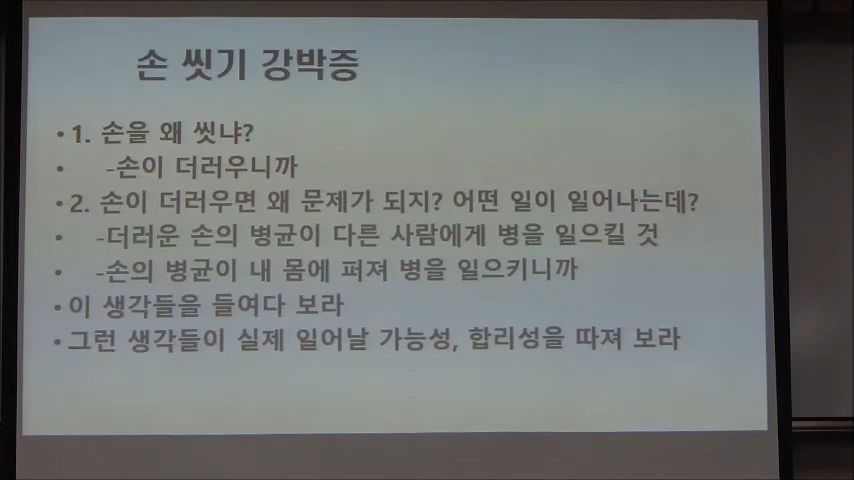 손 씻기 강박증
• 1. 손을 왜 씻냐?
• -손이 더러우니까
• 2. 손이 더러우면 왜 문제가 되지? 어떤 일이 일어나는데?
• -더러운 손의 병균이 다른 사람에게 병을 일으킬 것
• -손의 병균이 내 몸에 퍼져 병을 일으키니까
• 이 생각들을 들여다 보라
• 그런 생각들이 실제 일어날 가능성, 합리성을 따져 보라